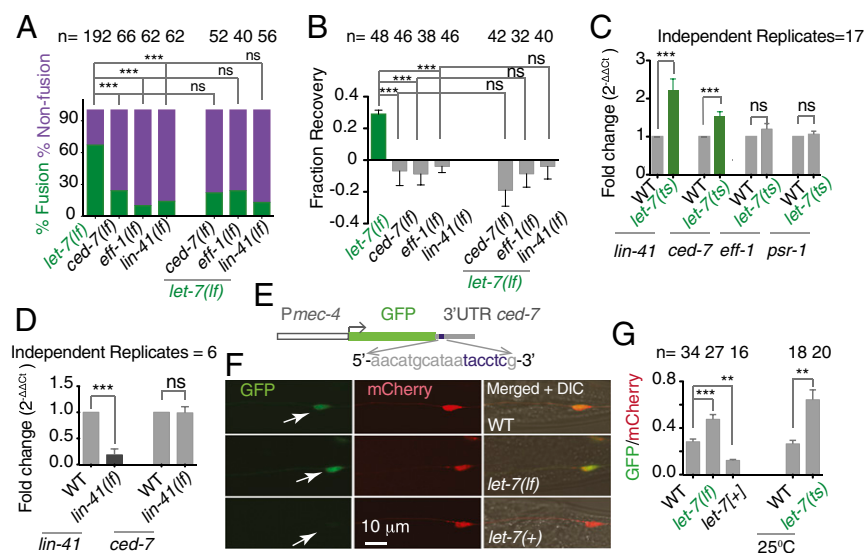 A
n= 192 66 62 62 52 40 56
ns
***
ns
***
***
ns
% Fusion % Non-fusion
90
60
30
0
let-7(lf)
ced-7(lf)
eff-1(lf)
lin-41(lf)
ced-7(lf)
eff-1(lf)
lin-41(lf)
let-7(lf)
B
n= 48 46 38 46 42 32 40
ns
***
ns
***
***
ns
Fraction Recovery
0.4
0.2
0
-0.2
-0.4
let-7(lf)
ced-7(lf)
eff-1(lf)
lin-41(lf)
ced-7(lf)
eff-1(lf)
lin-41(lf)
let-7(lf)
C
Independent Replicates=17
Fold change (2-ΔΔCt)
3
2
1
0
***
***
ns
ns
WT
let-7(ts)
WT
let-7(ts)
WT
let-7(ts)
WT
let-7(ts)
lin-41 ced-7 eff-1 psr-1
D
Independent Replicates = 6
Fold change (2-ΔΔCt)
1.5
1.0
0.5
0.0
***
ns
WT
lin-41(lf)
WT
lin-41(lf)
lin-41 ced-7
E
Pmec-4 GFP 3'UTR ced-7
5'-aacatgcataatacctcg-3'
F
GFP mCherry Merged + DIC
WT
let-7(lf)
10 μm
let-7(+)
G
n= 34 27 16 18 20
**
***
**
GFP/mCherry
0.8
0.4
0.0
WT
let-7(lf)
let-7[+]
WT
let-7(ts)
25⁰C